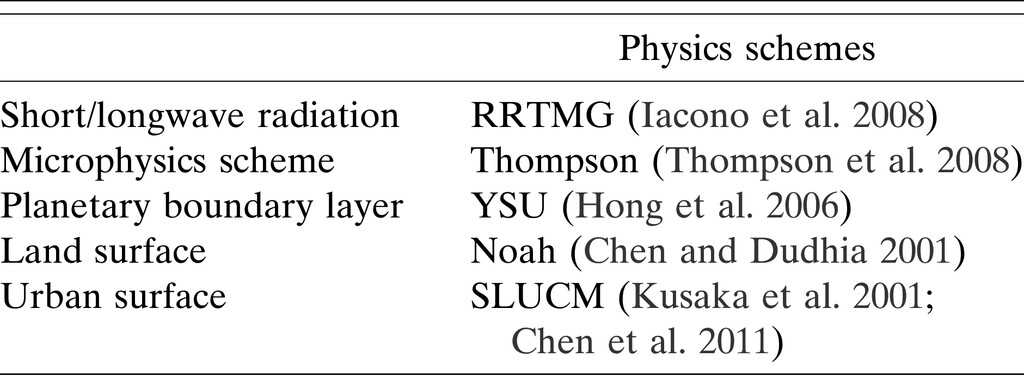 Physics schemes
Short/longwave radiation RRTMG (Iacono et al. 2008)
Microphysics scheme Thompson (Thompson et al. 2008)
Planetary boundary layer YSU (Hong et al. 2006)
Land surface Noah (Chen and Dudhia 2001)
Urban surface SLUCM (Kusaka et al. 2001;
Chen et al. 2011)